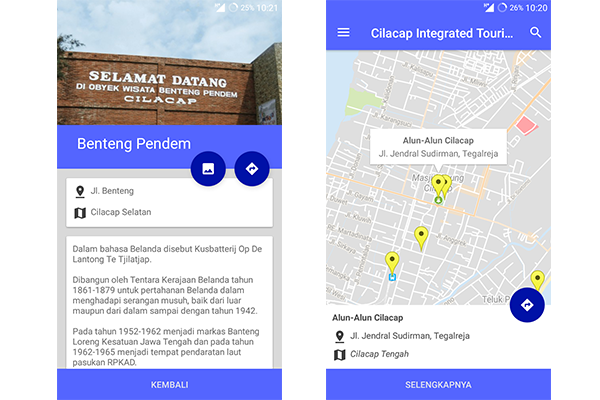 25% 10:21
SELAMAT DATANG
DI OBYEK WISATA BENTENG PENDEM
CILACAP
Benteng Pendem
Jl. Benteng
Cilacap Selatan
Dalam bahasa Belanda disebut Kusbatterij Op De
Lantong Te Tjilatjap.
Dibangun oleh Tentara Kerajaan Belanda tahun
1861-1879 untuk pertahanan Belanda dalam
menghadapi serangan musuh, baik dari luar
maupun dari dalam sampai dengan tahun 1942.
Pada tahun 1952-1962 menjadi markas Banteng
Loreng Kesatuan Jawa Tengah dan pada tahun
1962-1965 menjadi tempat pendaratan laut
pasukan RPKAD.
KEMBALI
26% 10:20
Cilacap Integrated Touri...
Alun-Alun Cilacap
Jl. Jendral Sudirman, Tegalreja
Teluk
Alun-Alun Cilacap
Jl. Jendral Sudirman, Tegalreja
Cilacap Tengah
SELENGKAPNYA